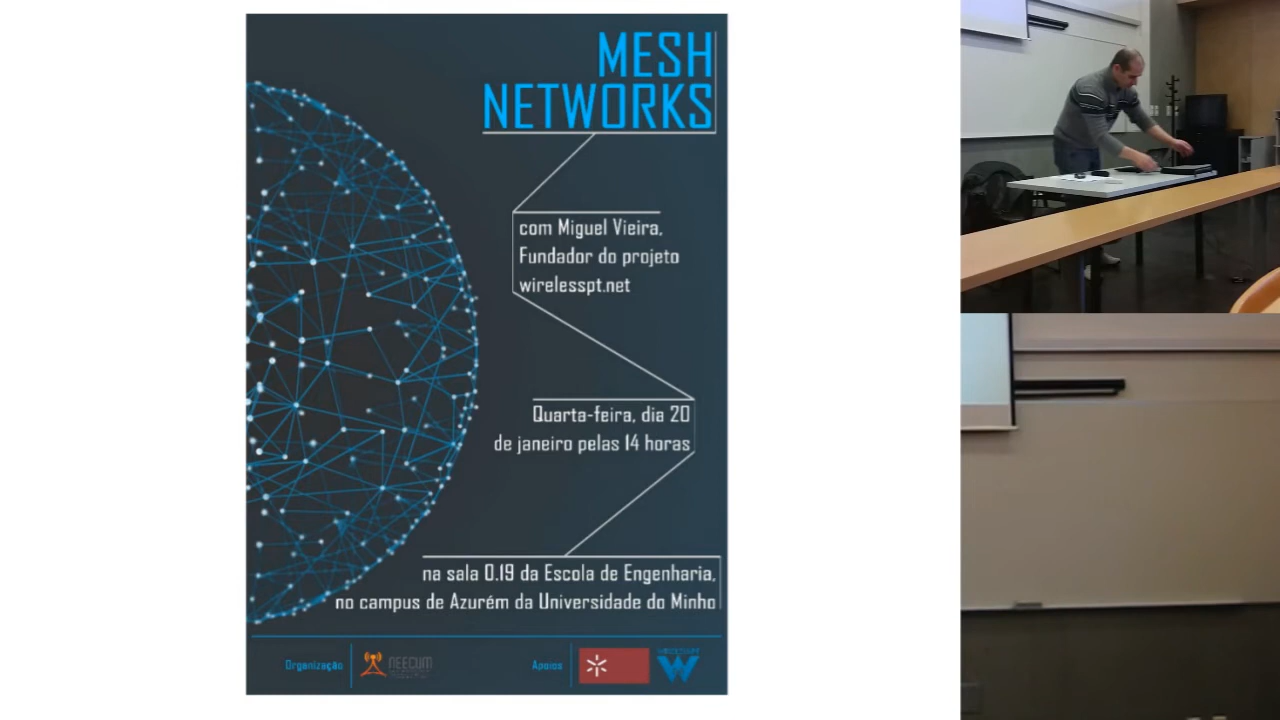 MESH
NETWORKS
com Miguel Vieira,
Fundador do projeto
wirelesspt.net
Quarta-feira, dia 20
de janeiro pelas 14 horas
na sala 0.19 da Escola de Engenharia,
no campus de Azurém da Universidade do Minho
Organização
NEECUM
Apoios